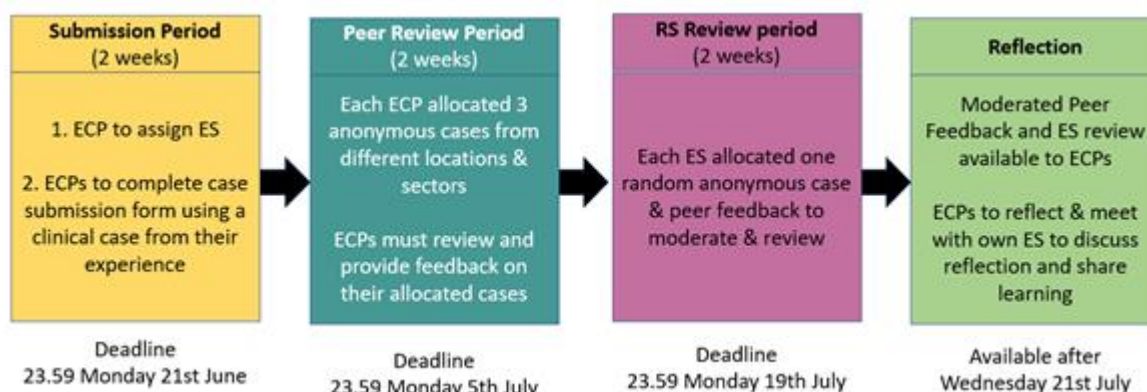 Submission Period
(2 weeks)
1. ECP to assign ES
2. ECPs to complete case
submission form using a
clinical case from their
experience
Deadline
23.59 Monday 21st June
Peer Review Period
(2 weeks)
Each ECP allocated 3
anonymous cases from
different locations &
sectors
ECPs must review and
provide feedback on
their allocated cases
Deadline
23.59 Monday 5th July
RS Review period
(2 weeks)
Each ES allocated one
random anonymous case
& peer feedback to
moderate & review
Deadline
23.59 Monday 19th July
Reflection
Moderated Peer
Feedback and ES review
available to ECPs
ECPs to reflect & meet
with own ES to discuss
reflection and share
learning
Available after
Wednesday 21st July